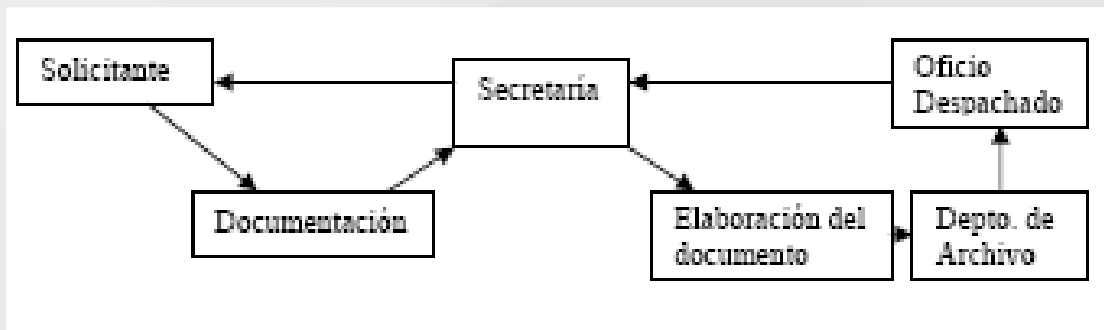 Solicitante
Secretaría
Oficio
Despachado
Documentación
Elaboración del
documento
Depto. de
Archivo